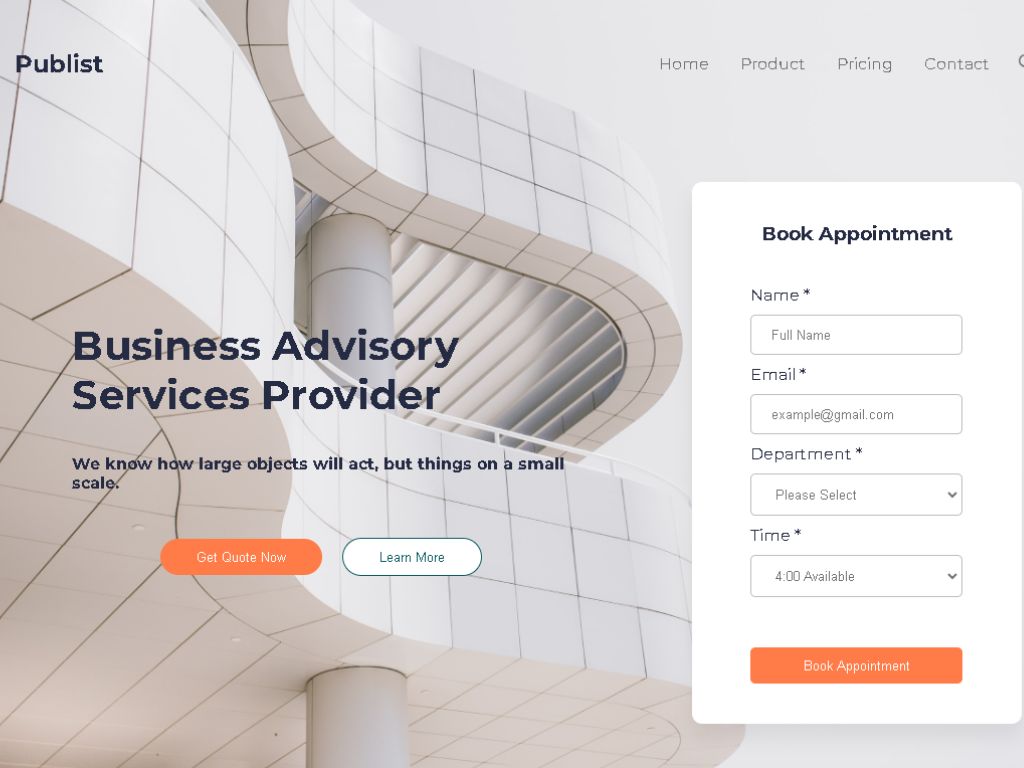 Publist
Home Product Pricing Contact
Business Advisory
Services Provider
We know how large objects will act, but things on a small
scale.
Get Quote Now Learn More
Book Appointment
Name *
Full Name
Email *
example@gmail.com
Department *
Please Select
Time *
4:00 Available
Book Appointment